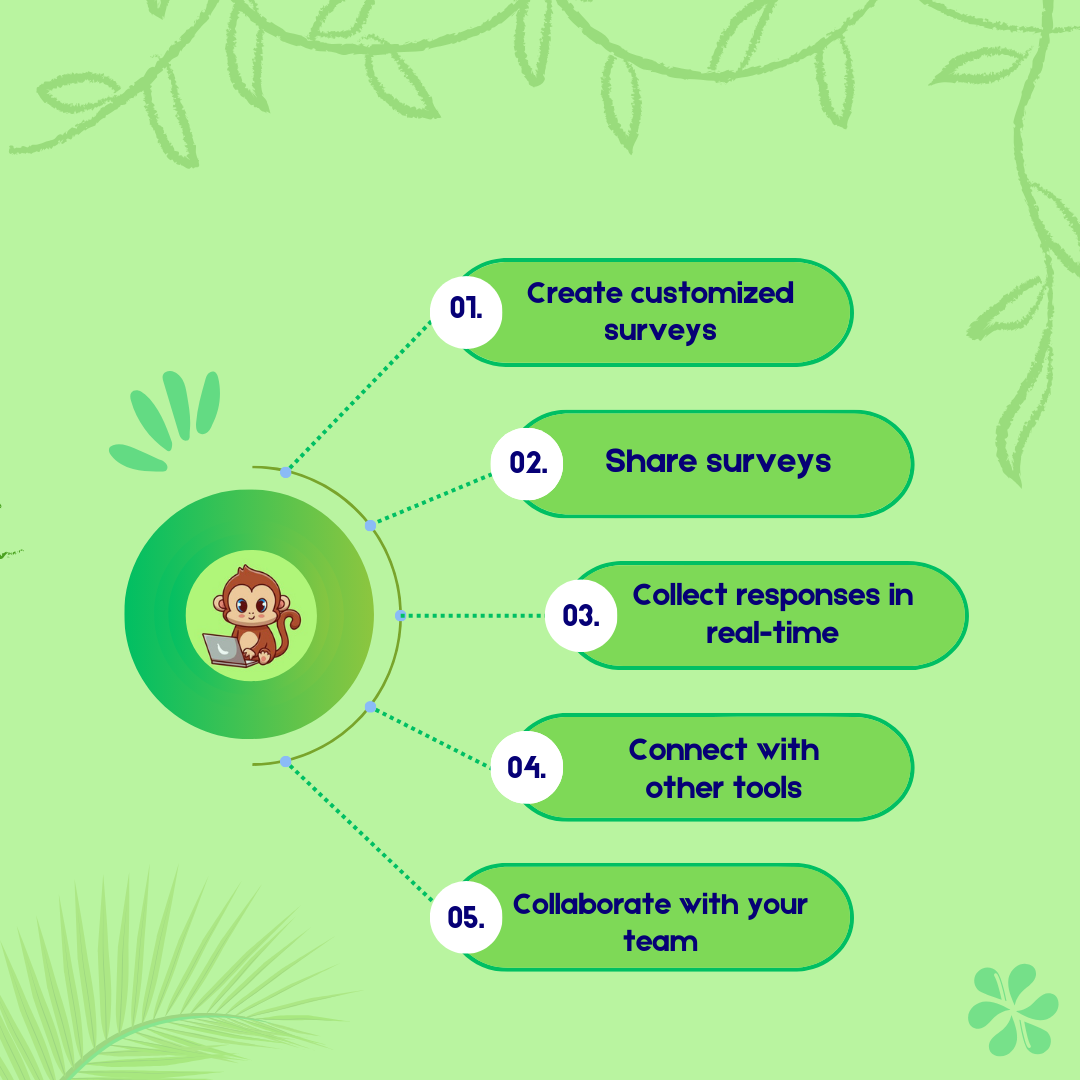 01.
Create customized
surveys
02.
Share surveys
03.
Collect responses in
real-time
04.
Connect with
other tools
05.
Collaborate with your
team